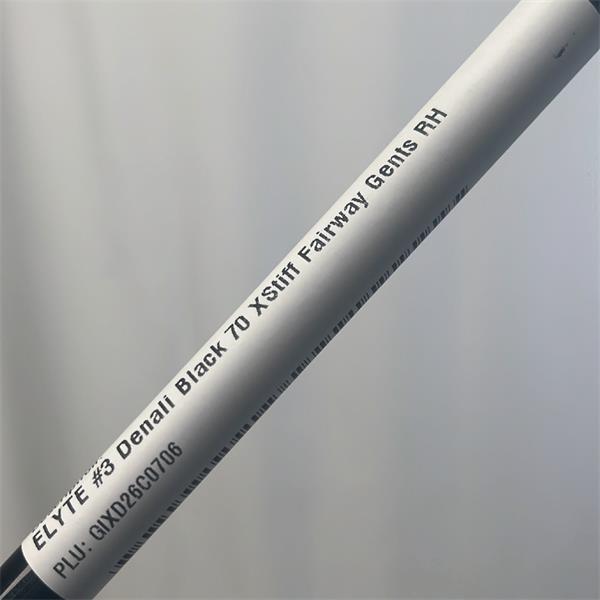 ELYTE #3 Denali Black 70 XStiff Fairway Gents RH
PLU: GIXD26C0706